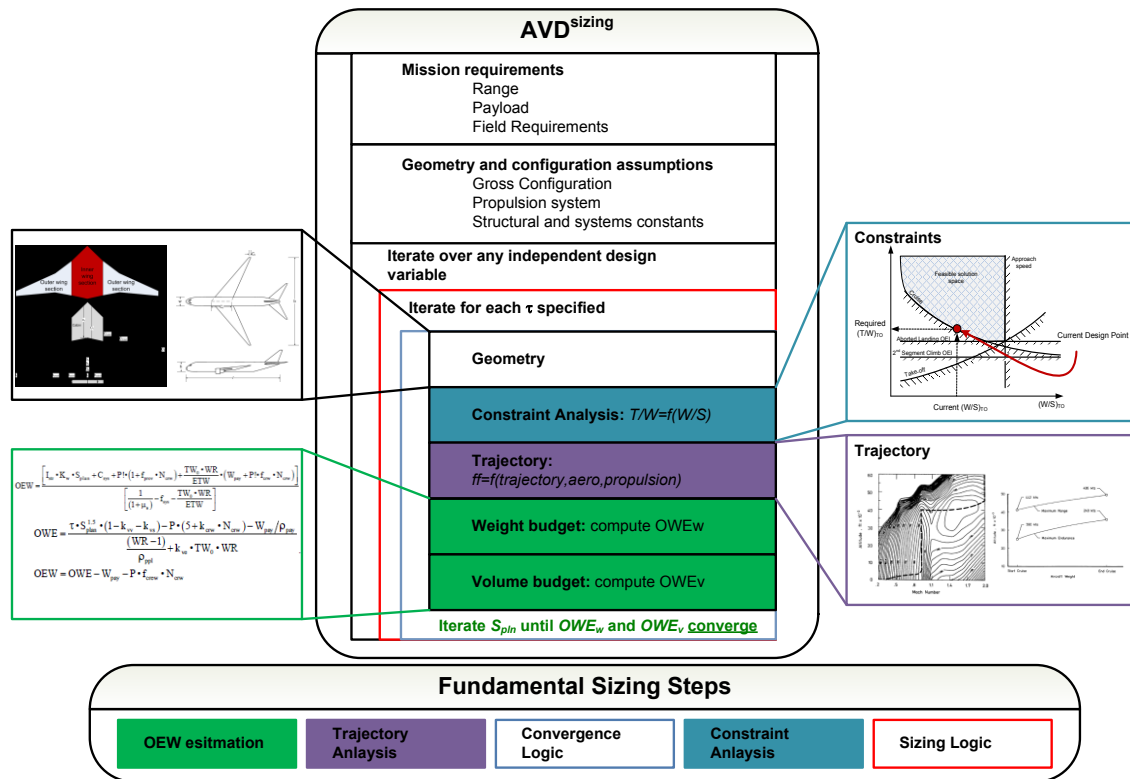 AVDsizing
Mission requirements
Range
Payload
Field Requirements
Geometry and configuration assumptions
Gross Configuration
Propulsion system
Structural and systems constants
Iterate over any independent design
variable
Iterate for each τ specified
Geometry
Constraint Analysis: T/W=f(W/S)
Trajectory:
ff=f(trajectory,aero,propulsion)
Weight budget: compute OWEw
Volume budget: compute OWEv
Iterate Spln until OWEw and OWEv converge
Outer wing
section
Inner
wing
section
Outer wing
section
OWE=
OEW=OWE−Wpay−P•fcrew•Ncrw
Constraints
Feasible solution
space
Approach
speed
Cruise
Required
(T/W)TO
Aborted Landing OEI
2nd Segment Climb OEI
Take-off
Current Design Point
Current (W/S)TO
(W/S)TO
Trajectory
Mach Number
Maximum Range
Maximum Endurance
Start Cruise
End Cruise
Aircraft Weight
Fundamental Sizing Steps
OEW esitmation
Trajectory
Anlaysis
Convergence
Logic
Constraint
Anlaysis
Sizing Logic